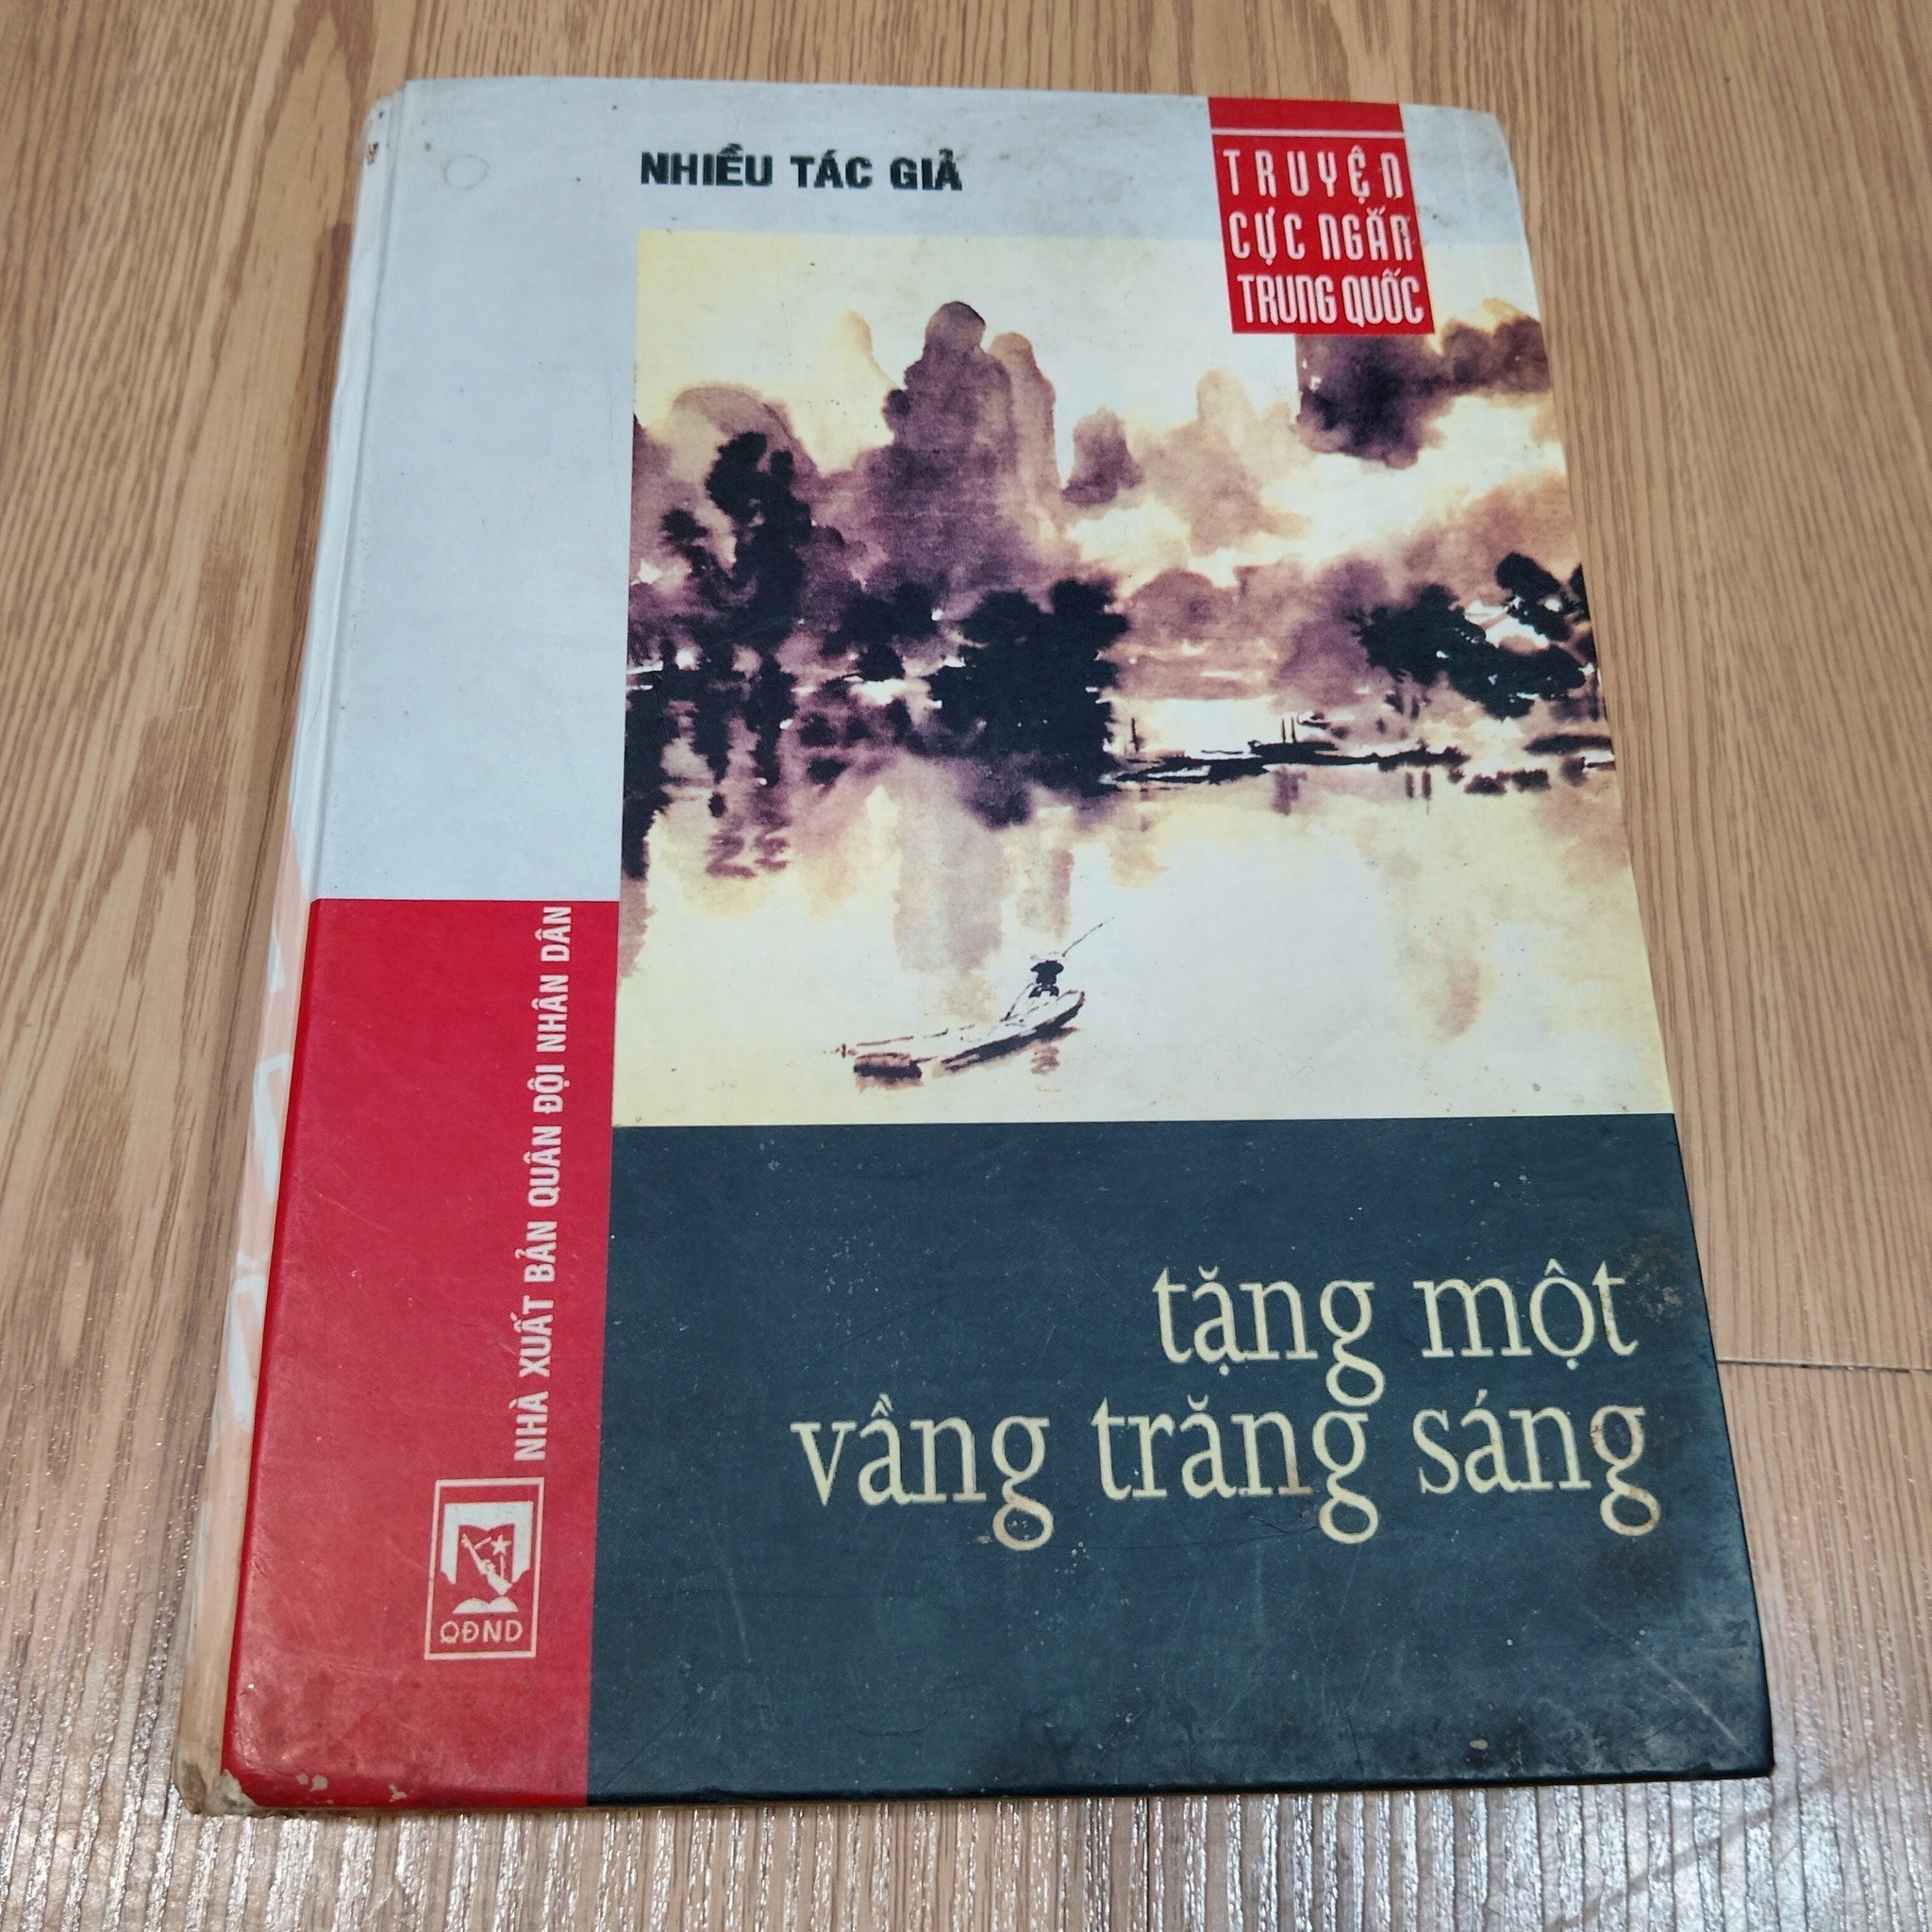 NHIỀU TÁC GIẢ
TRUYỆN
CỰC NGẮN
TRUNG QUỐC
NHÀ XUẤT BẢN QUÂN ĐỘI NHÂN DÂN
QĐND
tặng một
vầng trăng sáng